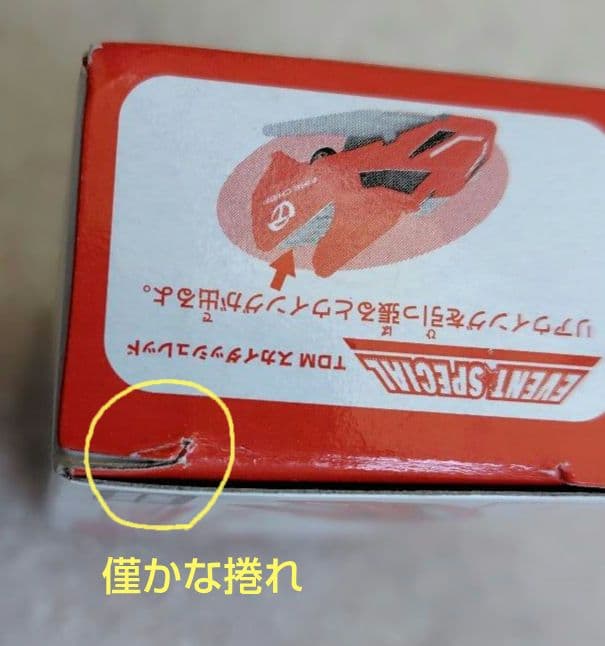 EVENT SPECIAL
TDM スカイダッシュレッド
リアウイングを引っ張るとウイングが出るよ。
僅かな捲れ